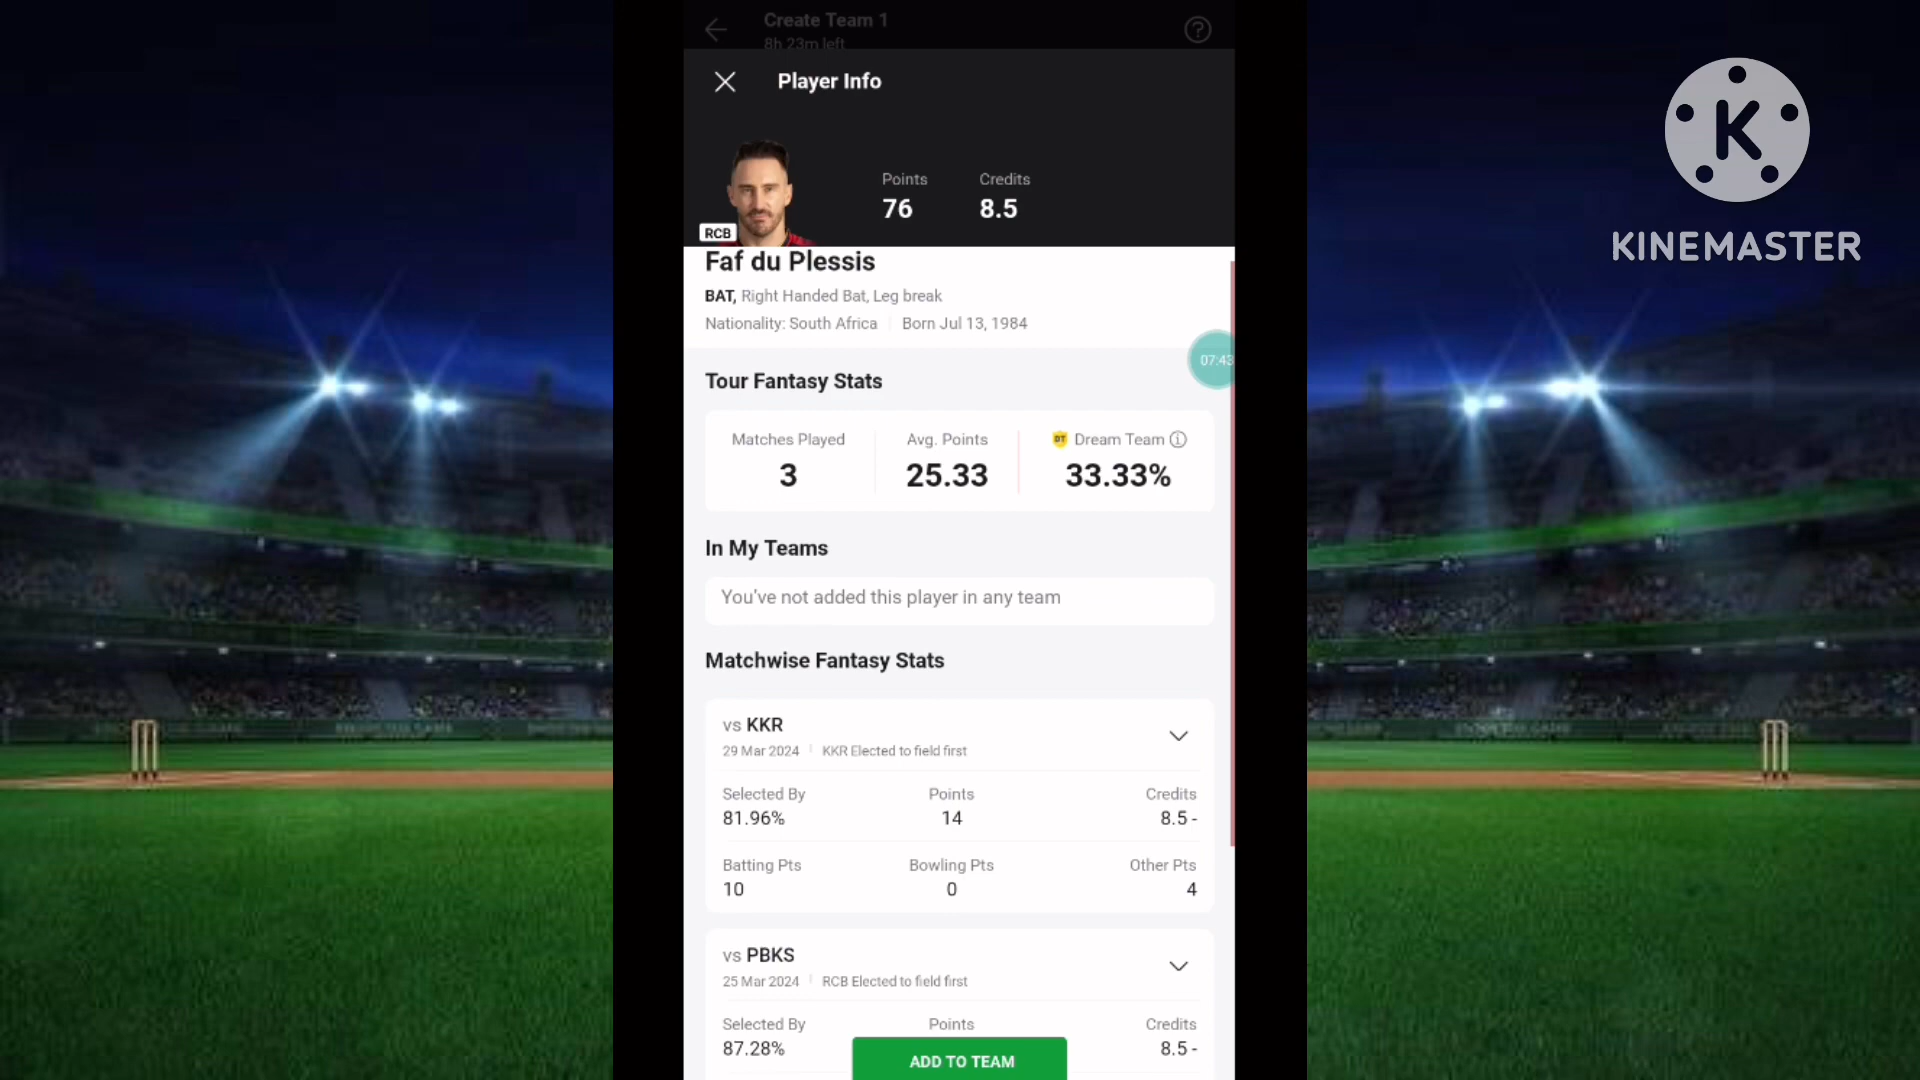 Create Team 1
8h 23m left
Player Info
Points
Credits
76
8.5
RCB
Faf du Plessis
BAT, Right Handed Bat, Leg break
Nationality: South Africa
Born Jul 13, 1984
07:43
Tour Fantasy Stats
Matches Played
Avg. Points
DT Dream Team
3
25.33
33.33%
In My Teams
You've not added this player in any team
Matchwise Fantasy Stats
vs KKR
29 Mar 2024
KKR Elected to field first
Selected By
Points
Credits
81.96%
14
8.5 -
Batting Pts
Bowling Pts
Other Pts
10
0
4
vs PBKS
25 Mar 2024
RCB Elected to field first
Selected By
Points
Credits
87.28%
8.5 -
ADD TO TEAM
K
KINEMASTER